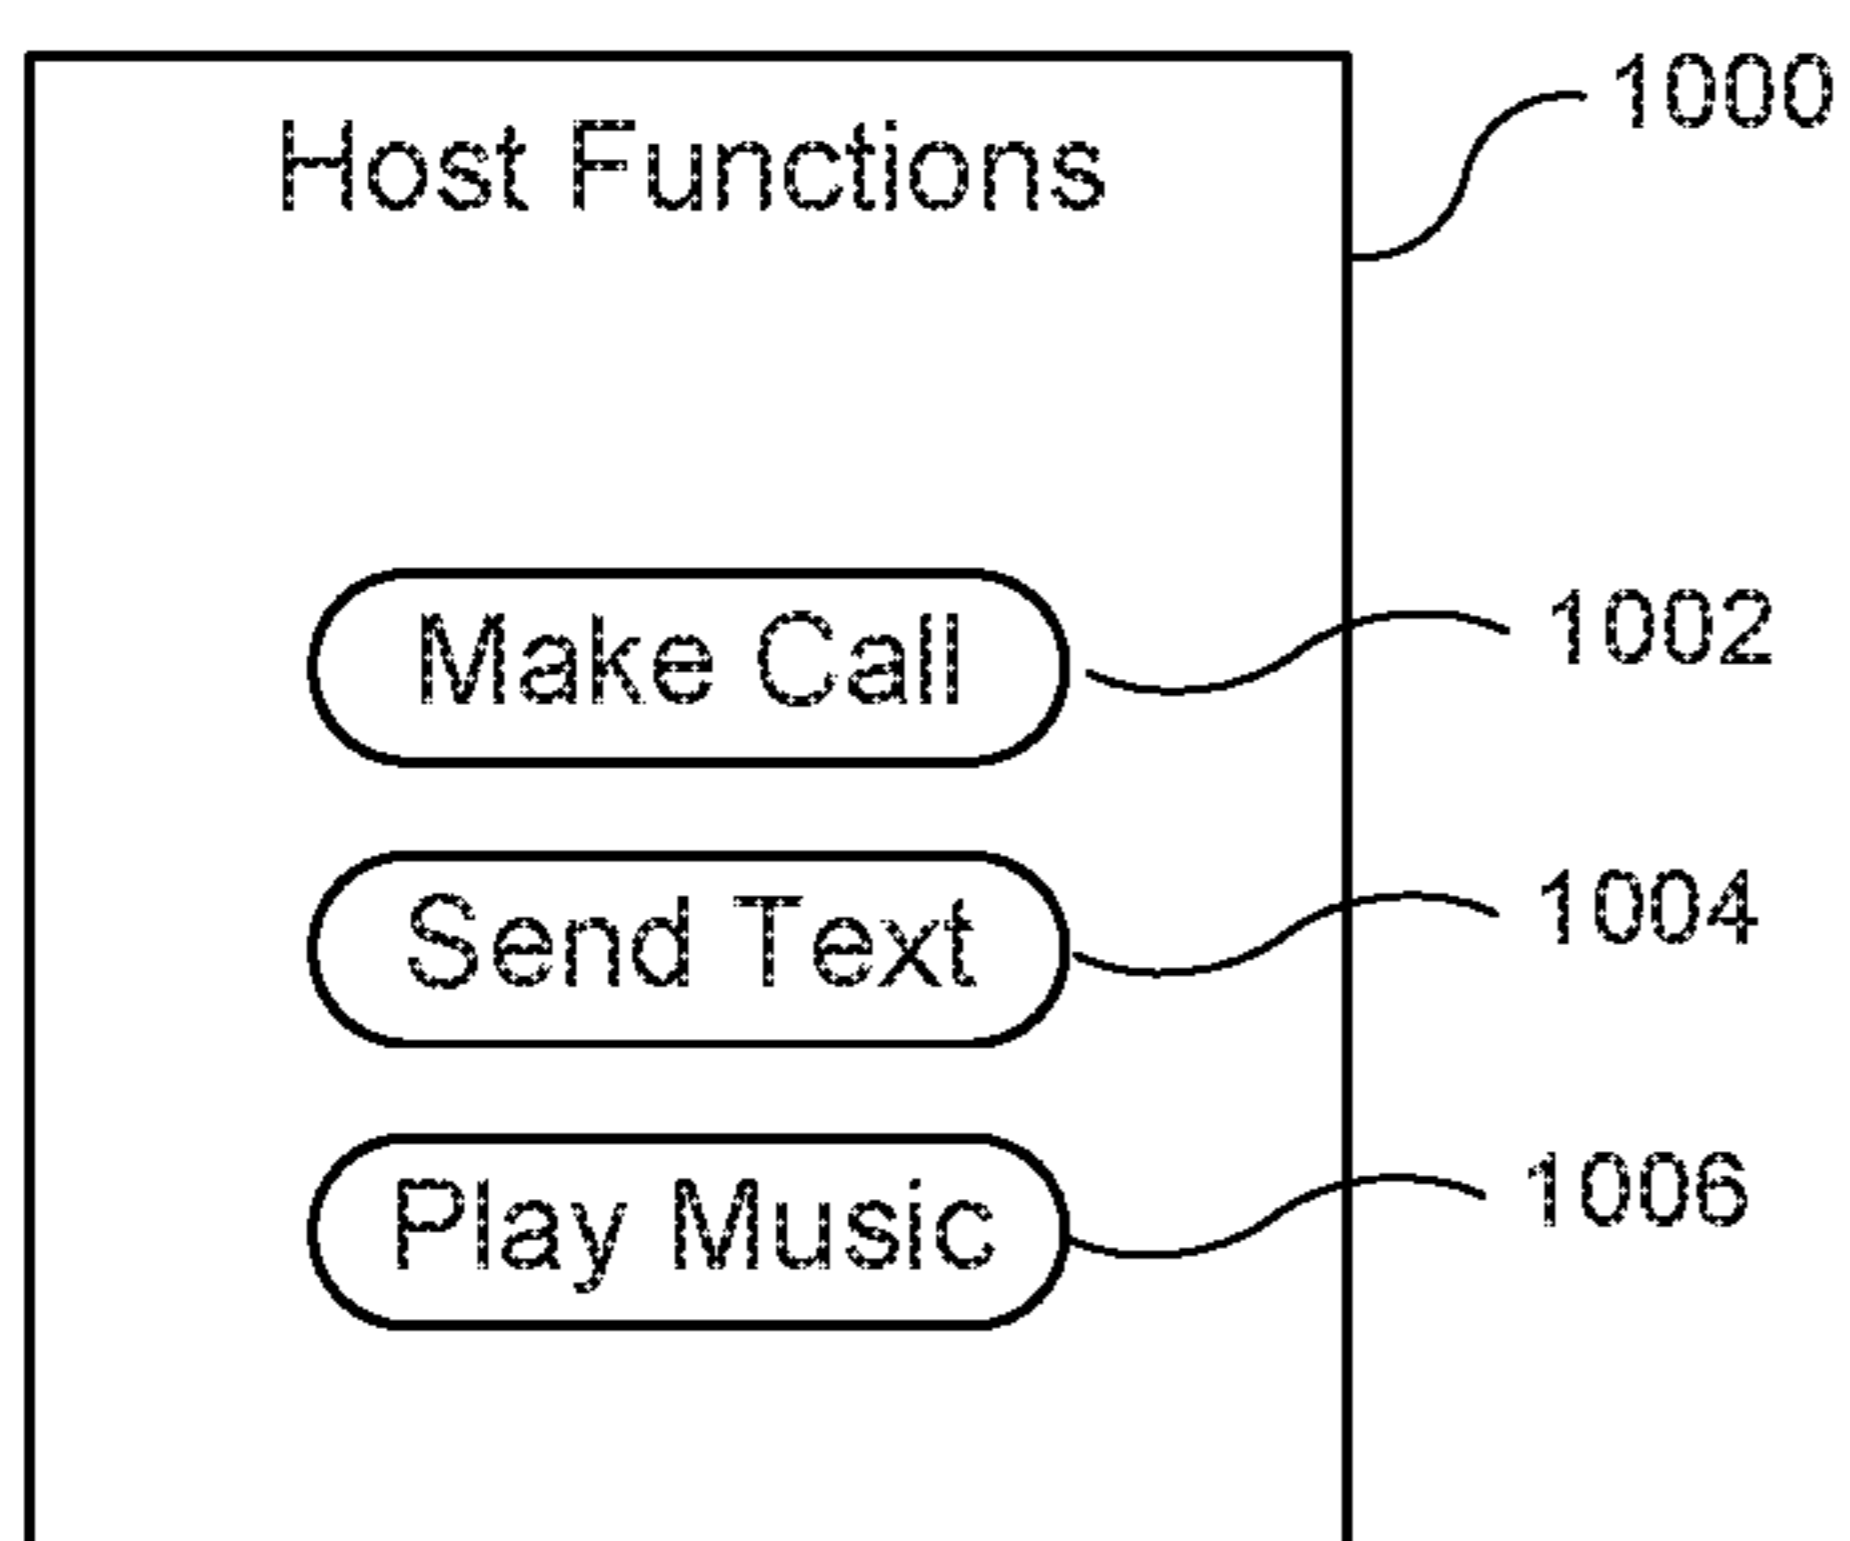 Host Functions
1000
Make Call
1002
Send Text
1004
Play Music
1006